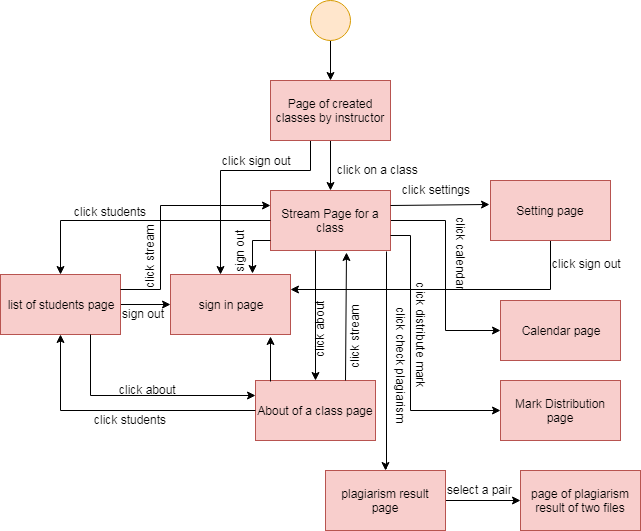 Page of created
classes by instructor
click sign out
click on a class
click settings
Stream Page for a
class
Setting page
click students
click stream
sign out
click calendar
click sign out
list of students page
sign in page
sign out
click about
click stream
click check plagiarism
click distribute mark
Calendar page
click about
click students
About of a class page
Mark Distribution
page
plagiarism result
page
select a pair
page of plagiarism
result of two files